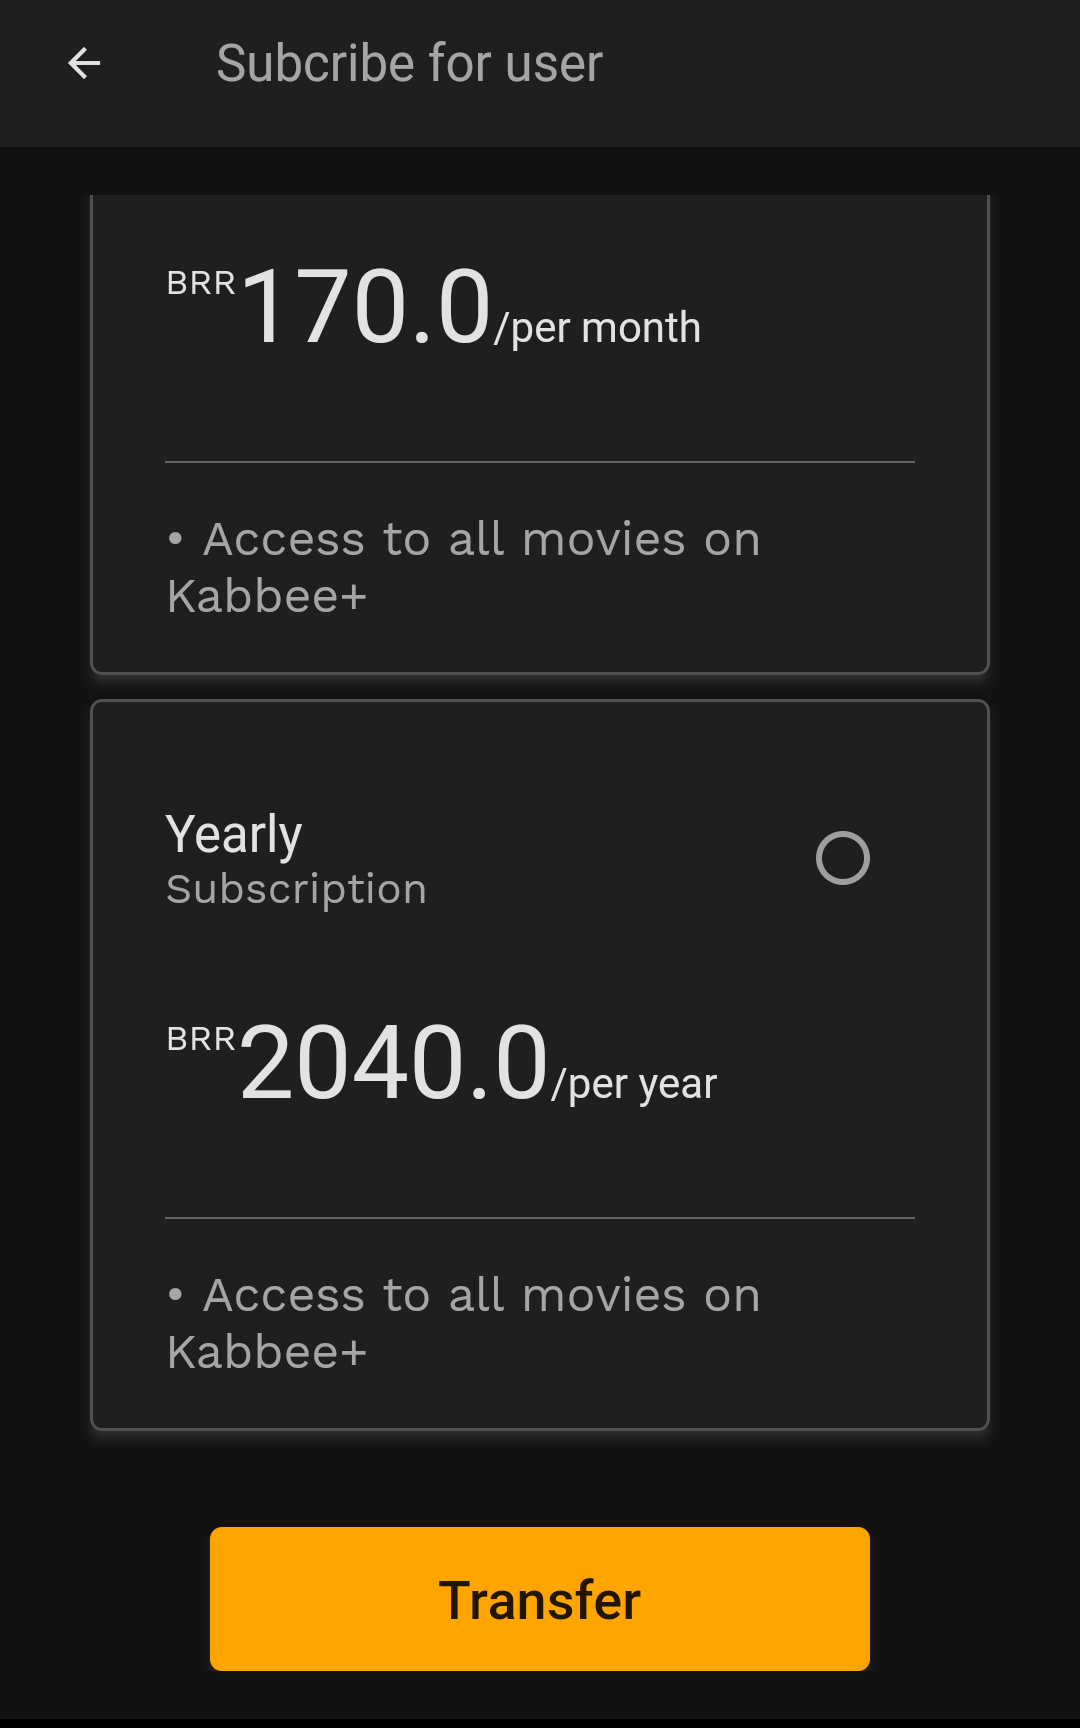 Subcribe for user
BRR170.0/per month
• Access to all movies on
Kabbee+
Yearly
Subscription
BRR2040.0/per year
• Access to all movies on
Kabbee+
Transfer